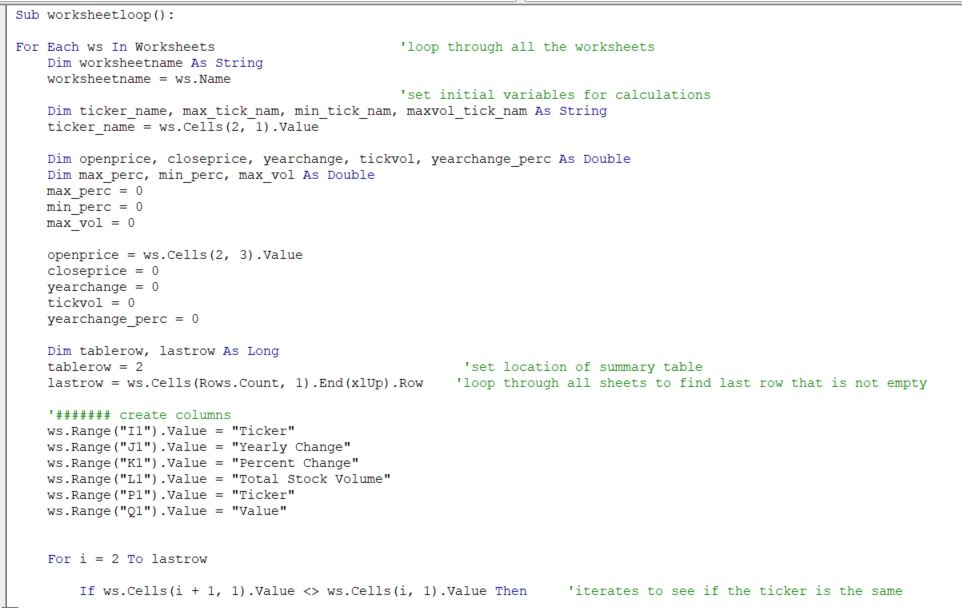 Sub worksheetloop():
For Each ws In Worksheets 'loop through all the worksheets
Dim worksheetname As String
worksheetname = ws.Name
'set initial variables for calculations
Dim ticker_name, max_tick_nam, min_tick_nam, maxvol_tick_nam As String
ticker_name = ws.Cells(2, 1).Value
Dim openprice, closeprice, yearchange, tickvol, yearchange_perc As Double
Dim max_perc, min_perc, max_vol As Double
max_perc = 0
min_perc = 0
max_vol = 0
openprice = ws.Cells(2, 3).Value
closeprice = 0
yearchange = 0
tickvol = 0
yearchange_perc = 0
Dim tablerow, lastrow As Long
tablerow = 2 'set location of summary table
lastrow = ws.Cells(Rows.Count, 1).End(xlUp).Row 'loop through all sheets to find last row that is not empty
'####### create columns
ws.Range("I1").Value = "Ticker"
ws.Range("J1").Value = "Yearly Change"
ws.Range("K1").Value = "Percent Change"
ws.Range("L1").Value = "Total Stock Volume"
ws.Range("P1").Value = "Ticker"
ws.Range("Q1").Value = "Value"
For i = 2 To lastrow
If ws.Cells(i + 1, 1).Value <> ws.Cells(i, 1).Value Then 'iterates to see if the ticker is the same